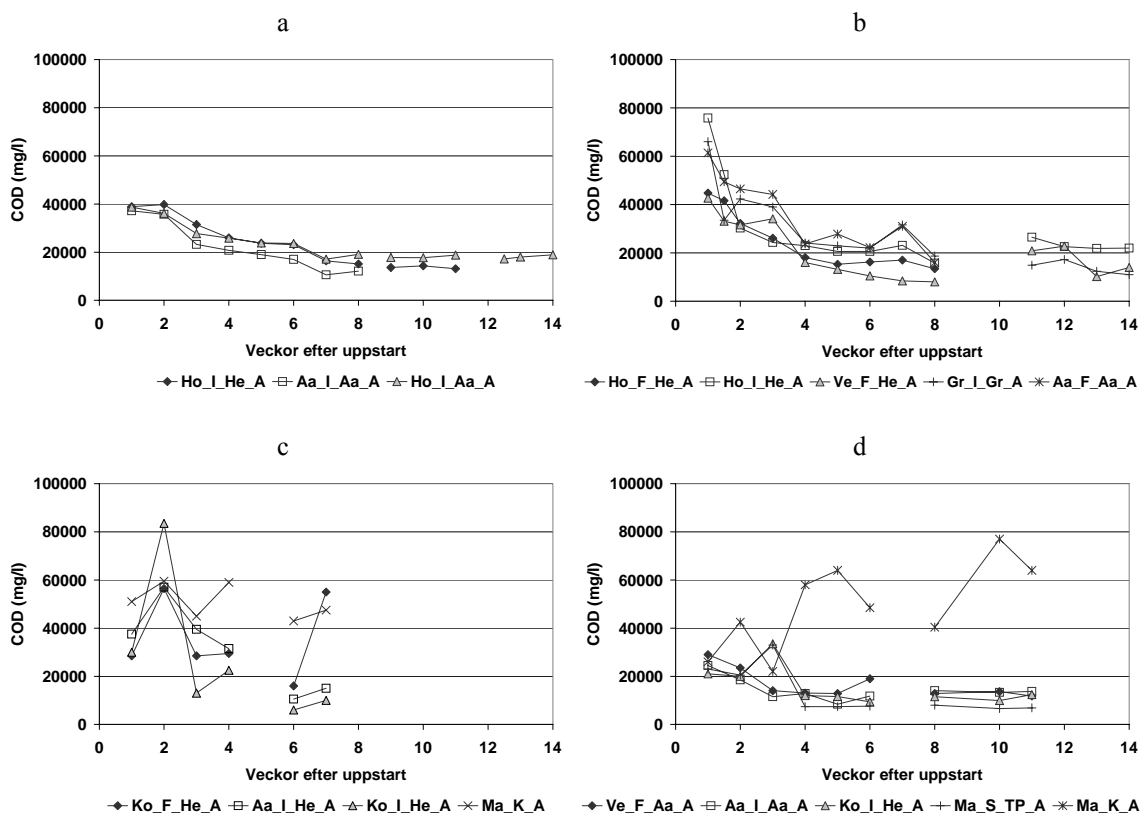 a
100000
80000
60000
40000
20000
0
COD (mg/l)
0 2 4 6 8 10 12 14
Veckor efter uppstart
Ho_I_He_A Aa_I_Aa_A Ho_I_Aa_A
b
100000
80000
60000
40000
20000
0
COD (mg/l)
0 2 4 6 8 10 12 14
Veckor efter uppstart
Ho_F_He_A Ho_I_He_A Ve_F_He_A Gr_I_Gr_A Aa_F_Aa_A
c
100000
80000
60000
40000
20000
0
COD (mg/l)
0 2 4 6 8 10 12 14
Veckor efter uppstart
Ko_F_He_A Aa_I_He_A Ko_I_He_A Ma_K_A
d
100000
80000
60000
40000
20000
0
COD (mg/l)
0 2 4 6 8 10 12 14
Veckor efter uppstart
Ve_F_Aa_A Aa_I_Aa_A Ko_I_He_A Ma_S_TP_A Ma_K_A